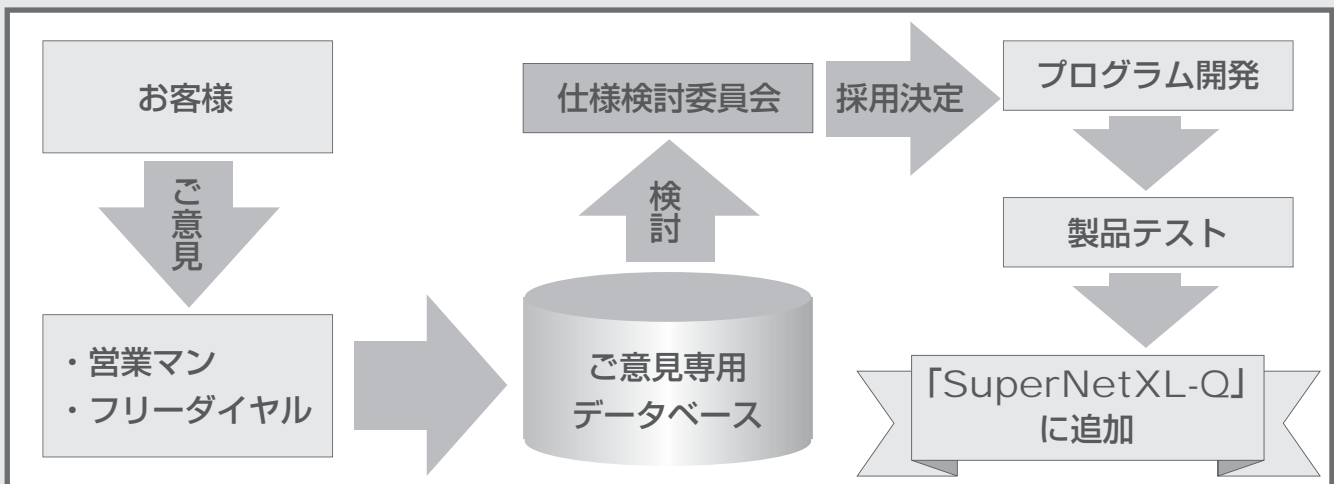 お客様
ご意見
・営業マン
・フリーダイヤル
ご意見専用
データベース
検討
仕様検討委員会
採用決定
プログラム開発
製品テスト
「SuperNetXL-Q」
に追加